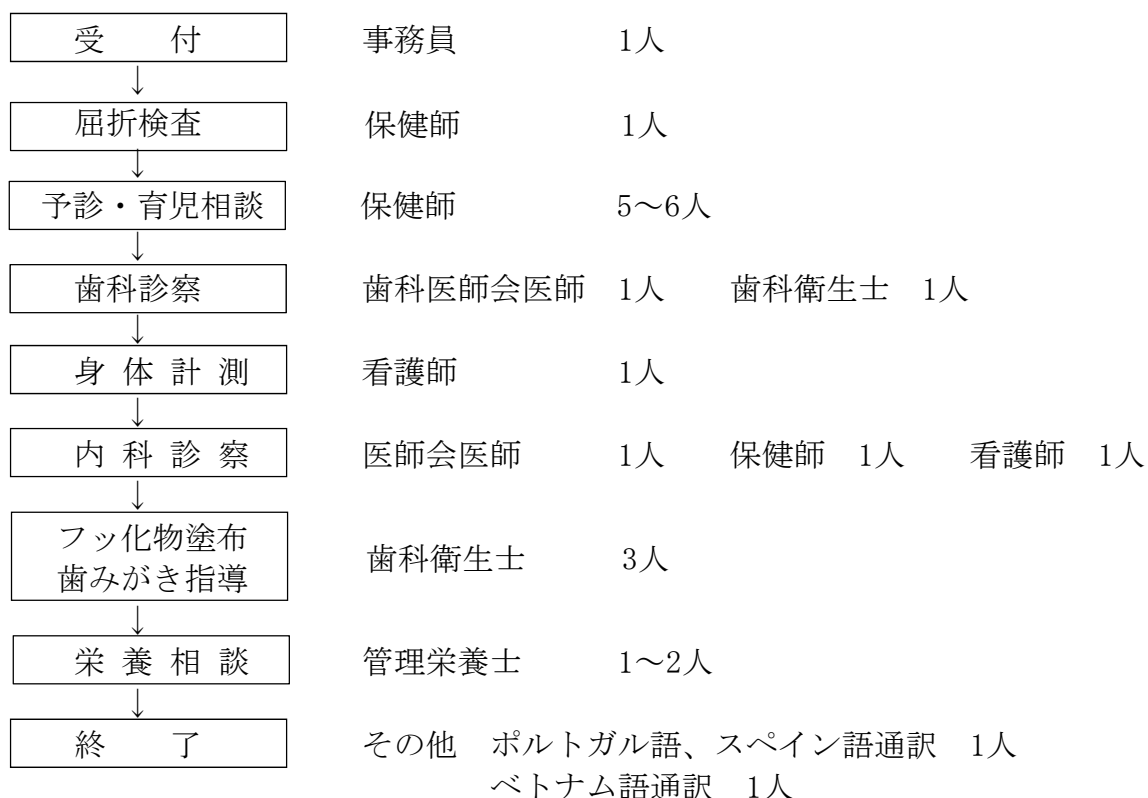 受　　付　　事務員　　1人
↓
屈折検査　　保健師　　1人
↓
予診・育児相談　　保健師　　5～6人
↓
歯科診察　　歯科医師会医師　1人　　歯科衛生士　1人
↓
身 体 計 測　　看護師　　1人
↓
内 科 診 察　　医師会医師　　1人　　保健師　1人　　看護師　1人
↓
フッ化物塗布
歯みがき指導　　歯科衛生士　　3人
↓
栄 養 相 談　　管理栄養士　　1～2人
↓
終　　了　　その他　ポルトガル語、スペイン語通訳　1人
ベトナム語通訳　1人